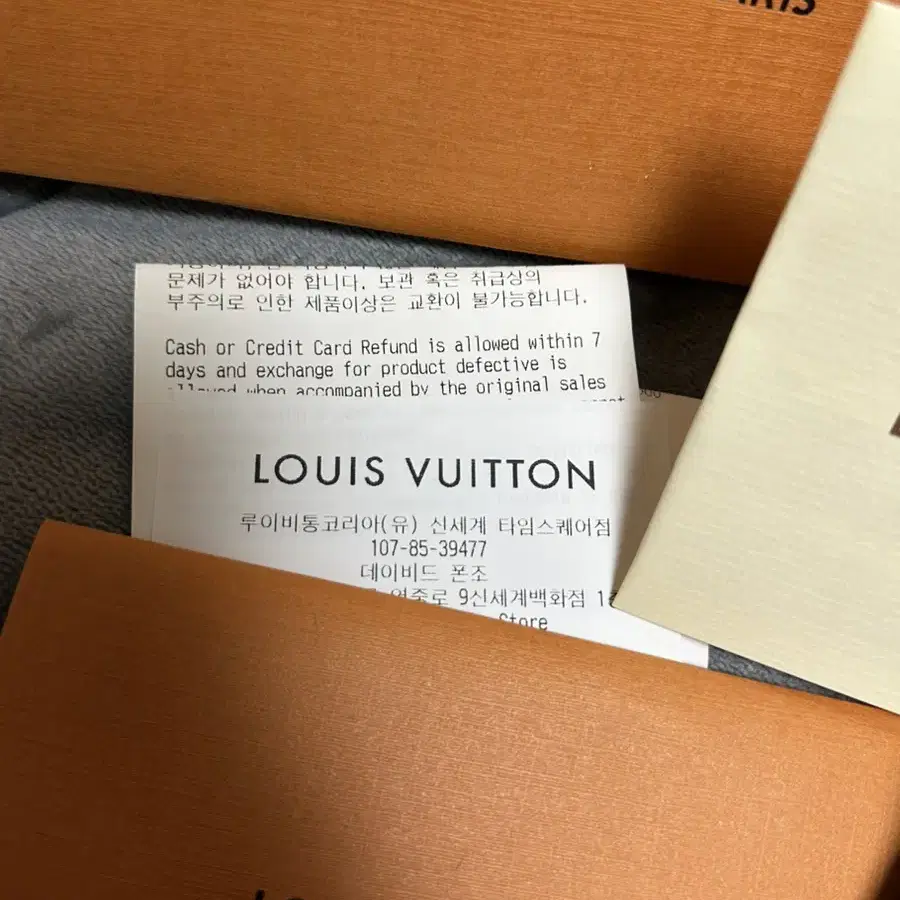 문제가 없어야 합니다. 보관 혹은 취급상의
부주의로 인한 제품이상은 교환이 불가능합니다.
Cash or Credit Card Refund is allowed within 7
days and exchange for product defective is
allowed when accompanied by the original sales
LOUIS VUITTON
루이비통코리아(유) 신세계 타임스퀘어점
107-85-39477
데이비드 폰조
영중로 9신세계백화점
Store